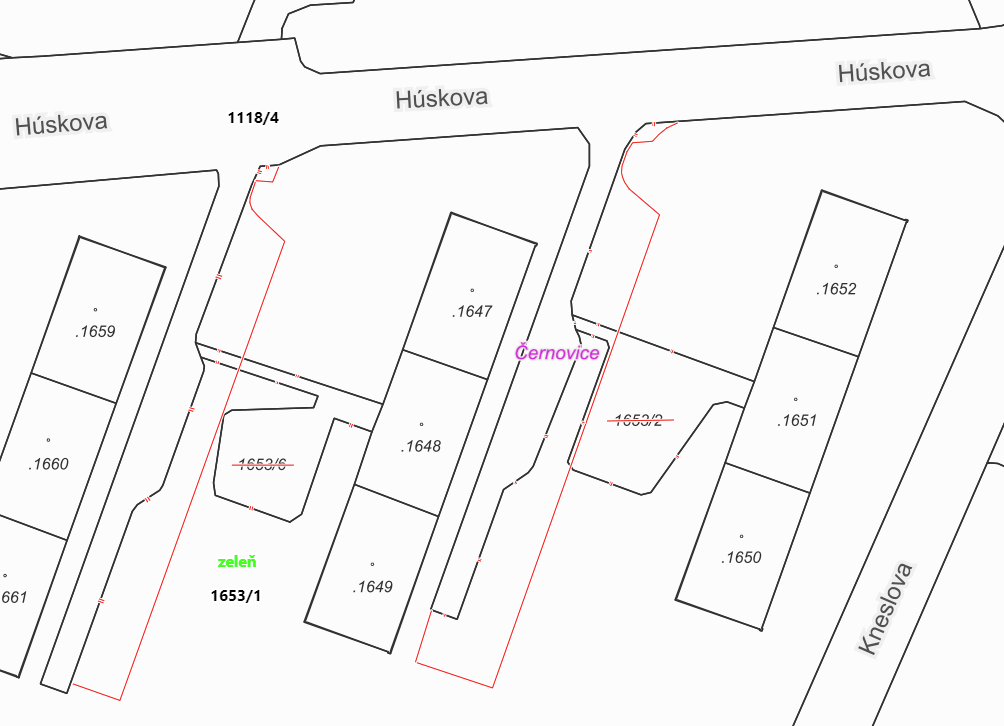 Húskova
Húskova
Húskova
1118/4
.1659
.1647
.1652
Černovice
.1660
.1648
1653/2
.1651
1653/6
zeleň
1653/1
.1650
661
.1649
Kneslova